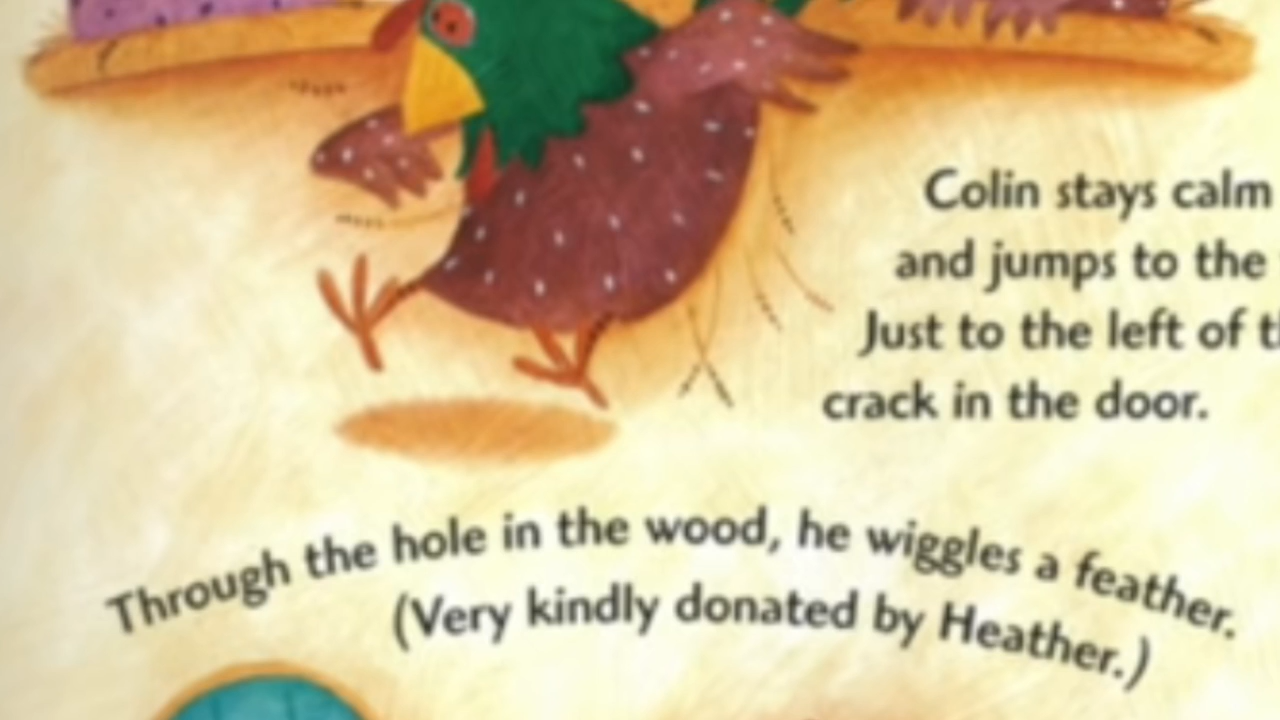 Colin stays calm
and jumps to the
Just to the left of
crack in the door.
Through the hole in the wood, he wiggles a feather.
(Very kindly donated by Heather.)